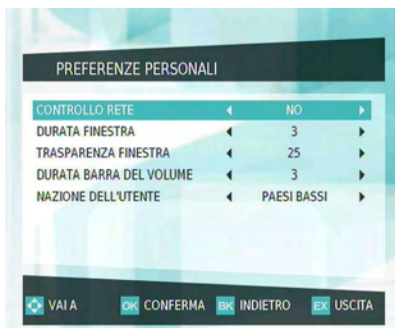 PREFERENZE PERSONALI
CONTROLLO RETE NO
DURATA FINESTRA 3
TRASPARENZA FINESTRA 25
DURATA BARRA DEL VOLUME 3
NAZIONE DELL'UTENTE PAESI BASSI
VAI A OK CONFERMA BK INDIETRO EX USCITA